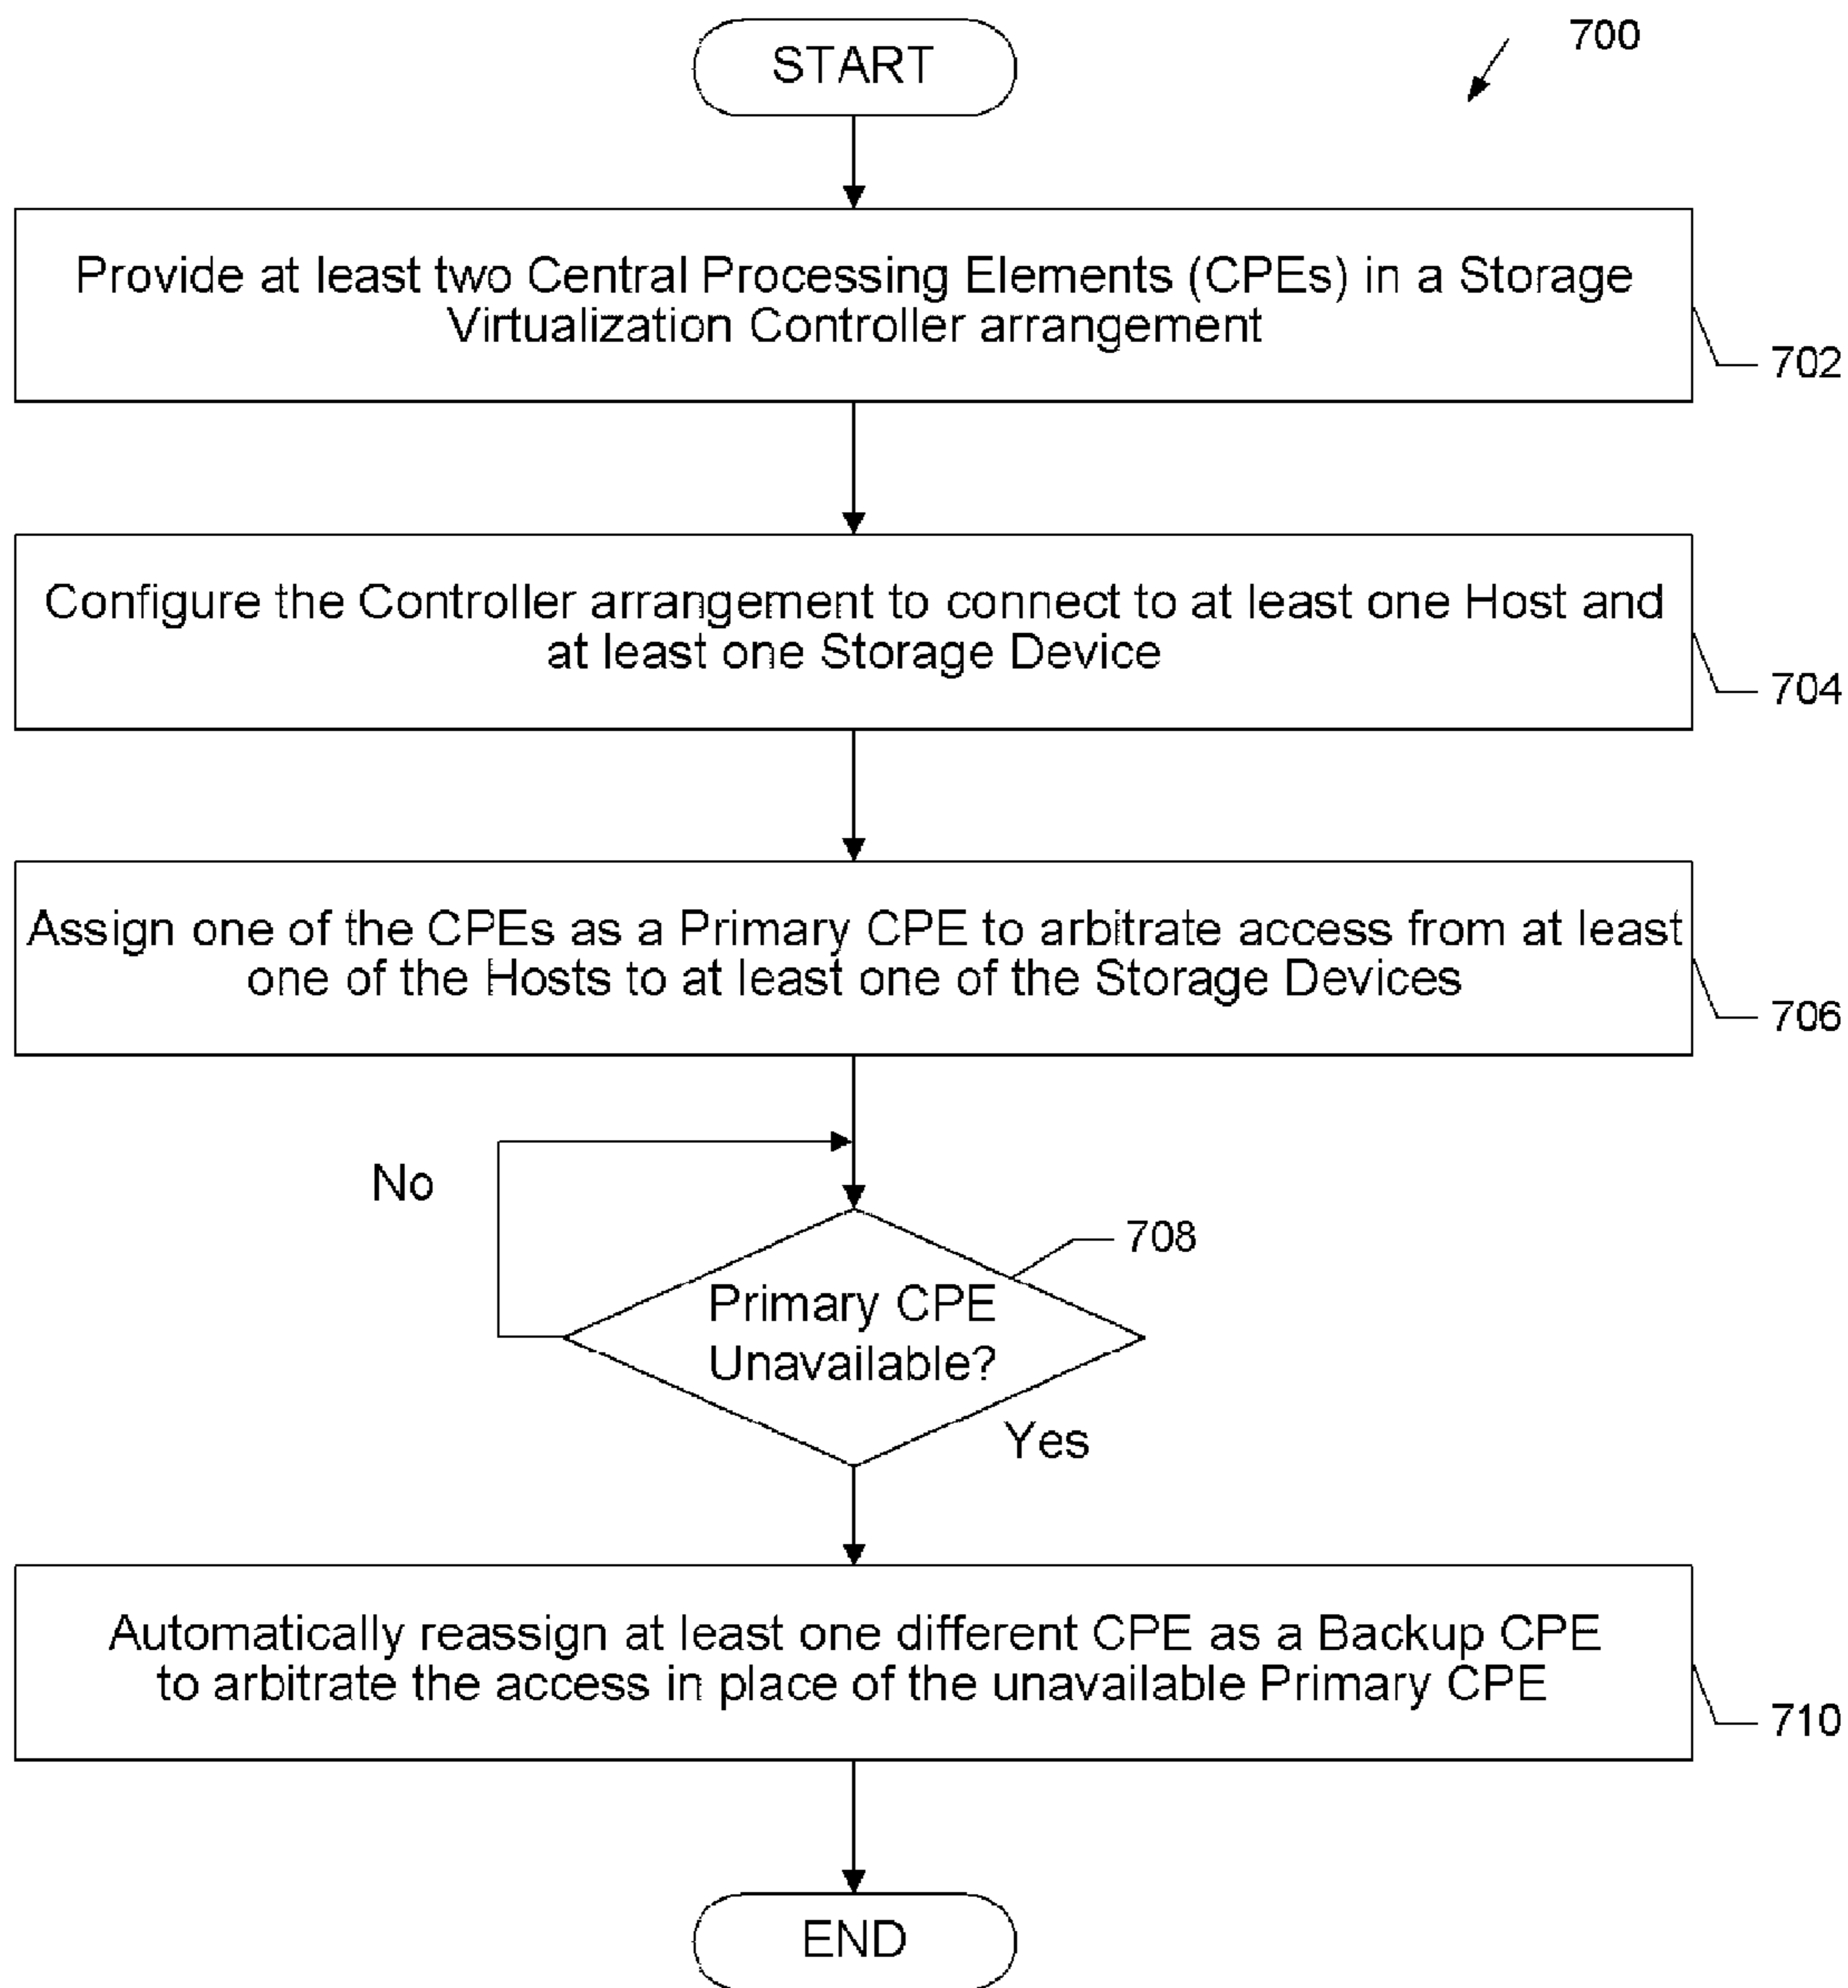 START
700
Provide at least two Central Processing Elements (CPEs) in a Storage
Virtualization Controller arrangement
702
Configure the Controller arrangement to connect to at least one Host and
at least one Storage Device
704
Assign one of the CPEs as a Primary CPE to arbitrate access from at least
one of the Hosts to at least one of the Storage Devices
706
No
708
Primary CPE
Unavailable?
Yes
Automatically reassign at least one different CPE as a Backup CPE
to arbitrate the access in place of the unavailable Primary CPE
710
END